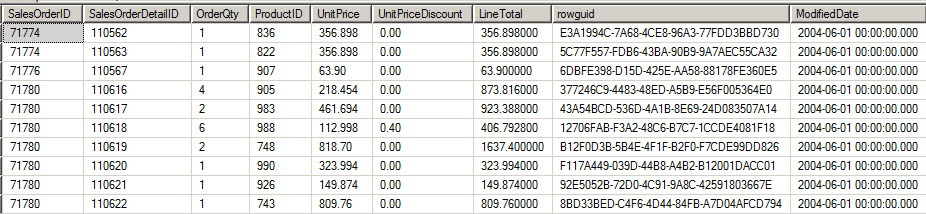 SalesOrderID SalesOrderDetailID OrderQty ProductID UnitPrice UnitPriceDiscount LineTotal rowguid ModifiedDate
71774 110562 1 836 356.898 0.00 356.898000 E3A1994C-7A68-4CE8-96A3-77FDD3BBD730 2004-06-01 00:00:00.000
71774 110563 1 822 356.898 0.00 356.898000 5C77F557-FDB6-43BA-90B9-9A7AEC55CA32 2004-06-01 00:00:00.000
71776 110567 1 907 63.90 0.00 63.900000 6DBFE398-D15D-425E-AA58-88178FE360E5 2004-06-01 00:00:00.000
71780 110616 4 905 218.454 0.00 873.816000 377246C9-4483-48ED-A5B9-E56F005364E0 2004-06-01 00:00:00.000
71780 110617 2 983 461.694 0.00 923.388000 43A54BCD-536D-4A1B-8E69-24D083507A14 2004-06-01 00:00:00.000
71780 110618 6 988 112.998 0.40 406.792800 12706FAB-F3A2-48C6-B7C7-1CCDE4081F18 2004-06-01 00:00:00.000
71780 110619 2 748 818.70 0.00 1637.400000 B12F0D3B-5B4E-4F1F-B2F0-F7CDE99DD826 2004-06-01 00:00:00.000
71780 110620 1 990 323.994 0.00 323.994000 F117A449-039D-44B8-A4B2-B12001DACC01 2004-06-01 00:00:00.000
71780 110621 1 926 149.874 0.00 149.874000 92E5052B-72D0-4C91-9A8C-42591803667E 2004-06-01 00:00:00.000
71780 110622 1 743 809.76 0.00 809.760000 8BD33BED-C4F6-4D44-84FB-A7D04AFCD794 2004-06-01 00:00:00.000